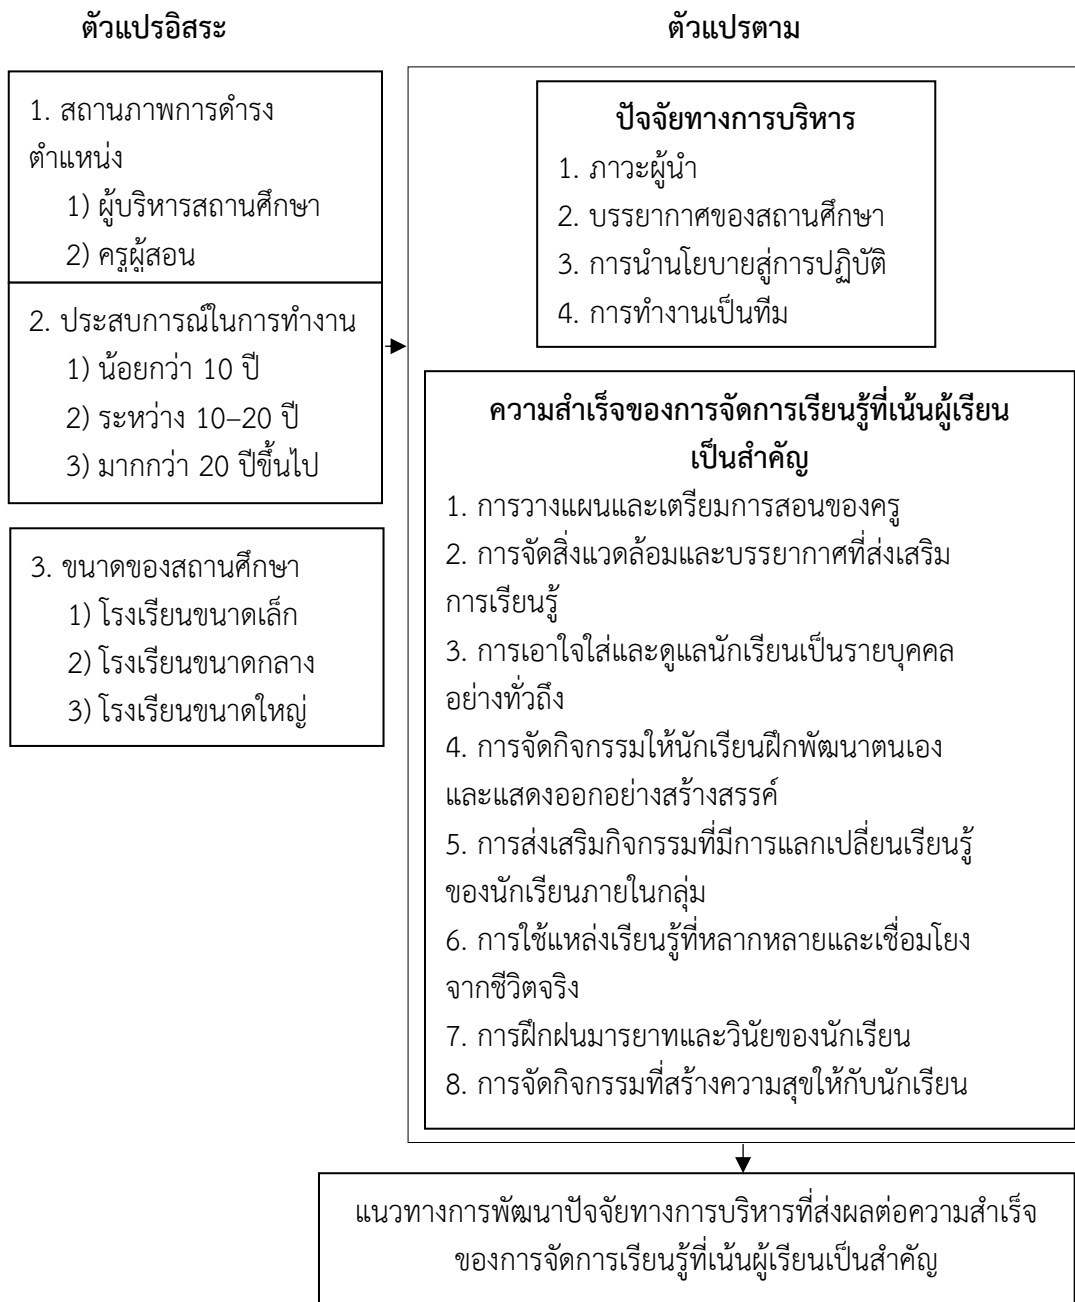 ตัวแปรอิสระ
ตัวแปรตาม
1. สถานภาพการดำรง
ตำแหน่ง
1) ผู้บริหารสถานศึกษา
2) ครูผู้สอน
2. ประสบการณ์ในการทำงาน
1) น้อยกว่า 10 ปี
2) ระหว่าง 10–20 ปี
3) มากกว่า 20 ปีขึ้นไป
3. ขนาดของสถานศึกษา
1) โรงเรียนขนาดเล็ก
2) โรงเรียนขนาดกลาง
3) โรงเรียนขนาดใหญ่
ปัจจัยทางการบริหาร
1. ภาวะผู้นำ
2. บรรยากาศของสถานศึกษา
3. การนำนโยบายสู่การปฏิบัติ
4. การทำงานเป็นทีม
ความสำเร็จของการจัดการเรียนรู้ที่เน้นผู้เรียน
เป็นสำคัญ
1. การวางแผนและเตรียมการสอนของครู
2. การจัดสิ่งแวดล้อมและบรรยากาศที่ส่งเสริม
การเรียนรู้
3. การเอาใจใส่และดูแลนักเรียนเป็นรายบุคคล
อย่างทั่วถึง
4. การจัดกิจกรรมให้นักเรียนฝึกพัฒนาตนเอง
และแสดงออกอย่างสร้างสรรค์
5. การส่งเสริมกิจกรรมที่มีการแลกเปลี่ยนเรียนรู้
ของนักเรียนภายในกลุ่ม
6. การใช้แหล่งเรียนรู้ที่หลากหลายและเชื่อมโยง
จากชีวิตจริง
7. การฝึกฝนมารยาทและวินัยของนักเรียน
8. การจัดกิจกรรมที่สร้างความสุขให้กับนักเรียน
แนวทางการพัฒนาปัจจัยทางการบริหารที่ส่งผลต่อความสำเร็จ
ของการจัดการเรียนรู้ที่เน้นผู้เรียนเป็นสำคัญ